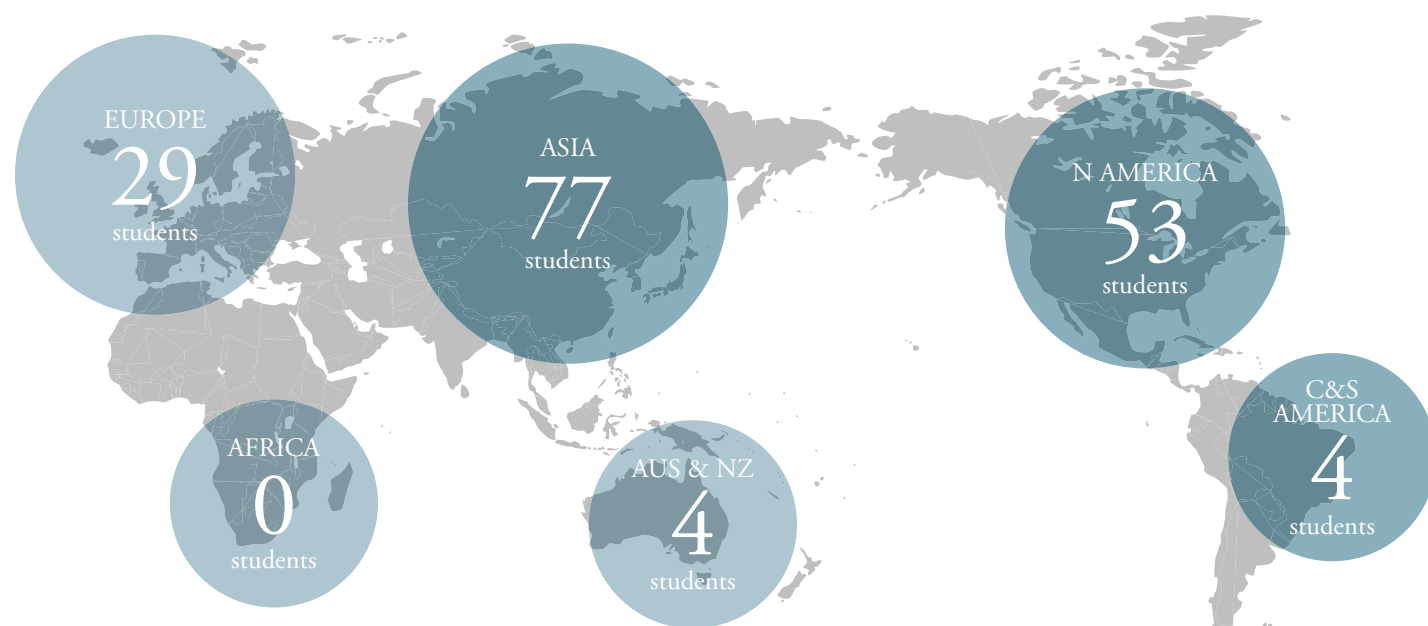 EUROPE
29
students
ASIA
77
students
N AMERICA
53
students
AFRICA
0
students
AUS & NZ
4
students
C&S
AMERICA
4
students